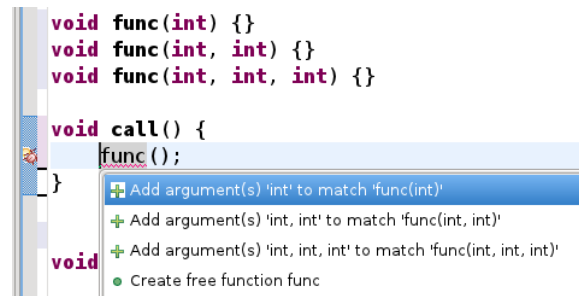 void func(int) {}
void func(int, int) {}
void func(int, int, int) {}
void call() {
func();
}
Add argument(s) 'int' to match 'func(int)'
Add argument(s) 'int, int' to match 'func(int, int)'
Add argument(s) 'int, int, int' to match 'func(int, int, int)'
void
Create free function func